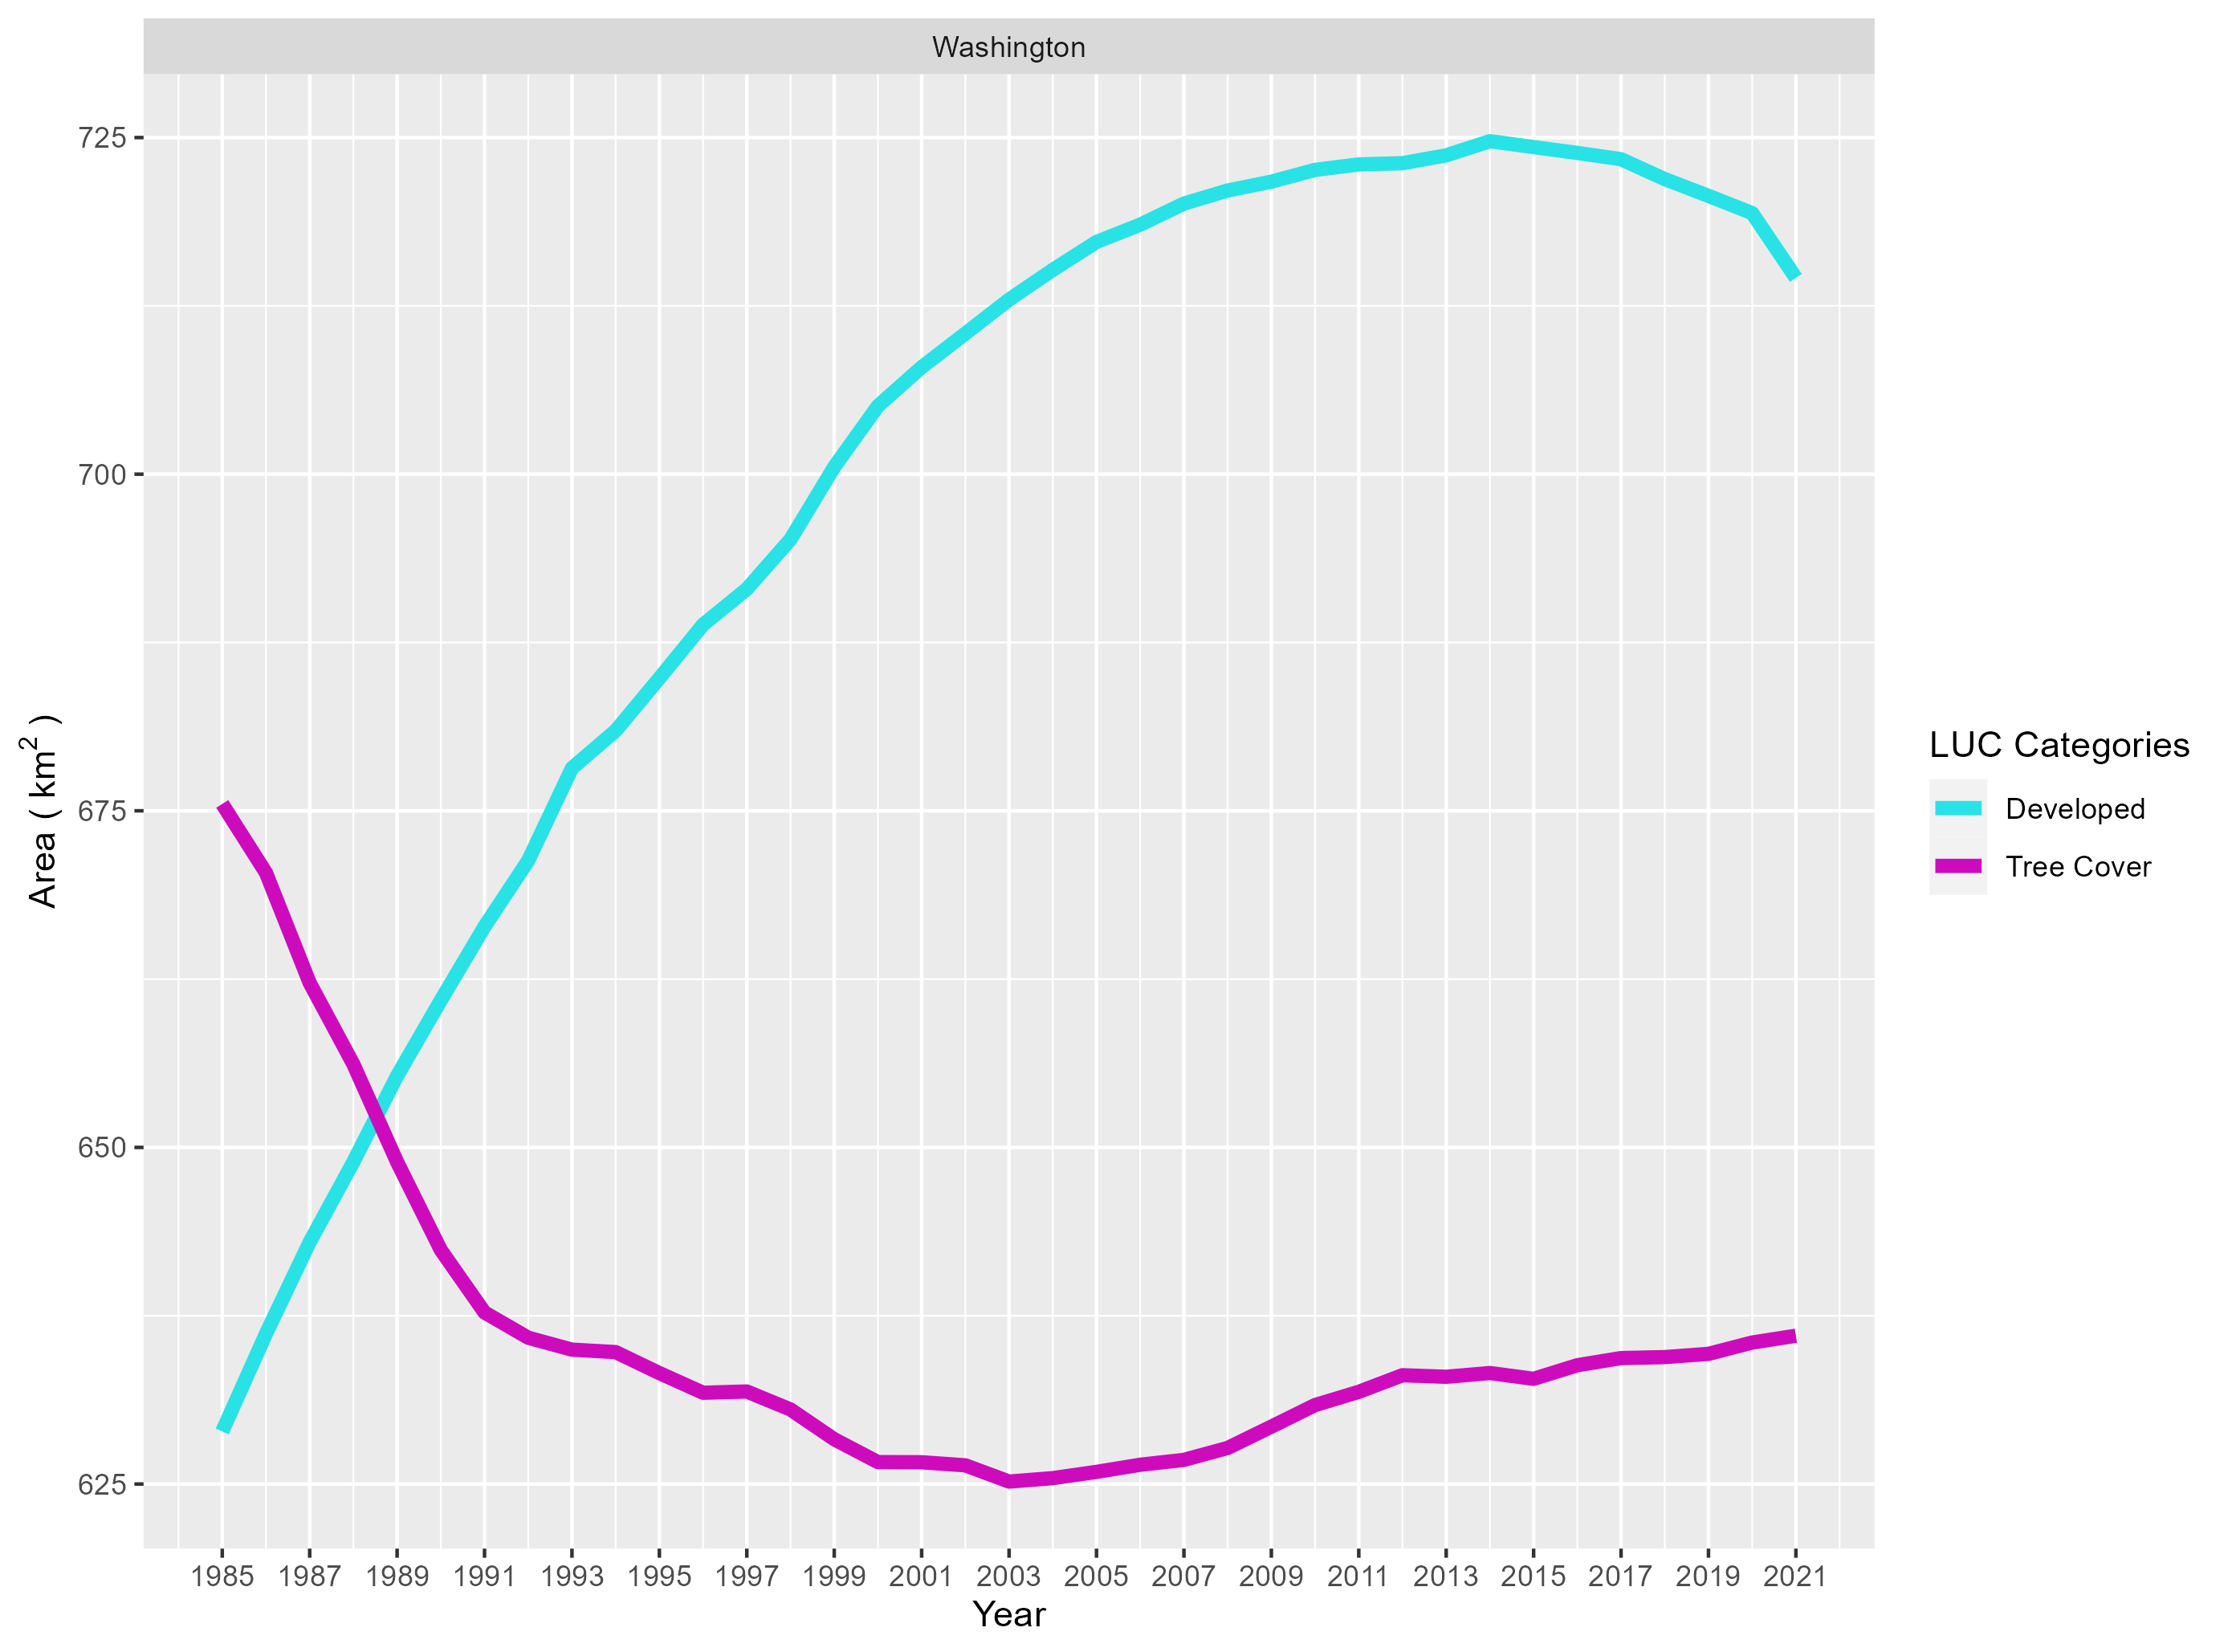 Washington
725
700
675
650
625
Area ( km² )
1985 1987 1989 1991 1993 1995 1997 1999 2001 2003 2005 2007 2009 2011 2013 2015 2017 2019 2021
Year
LUC Categories
Developed
Tree Cover